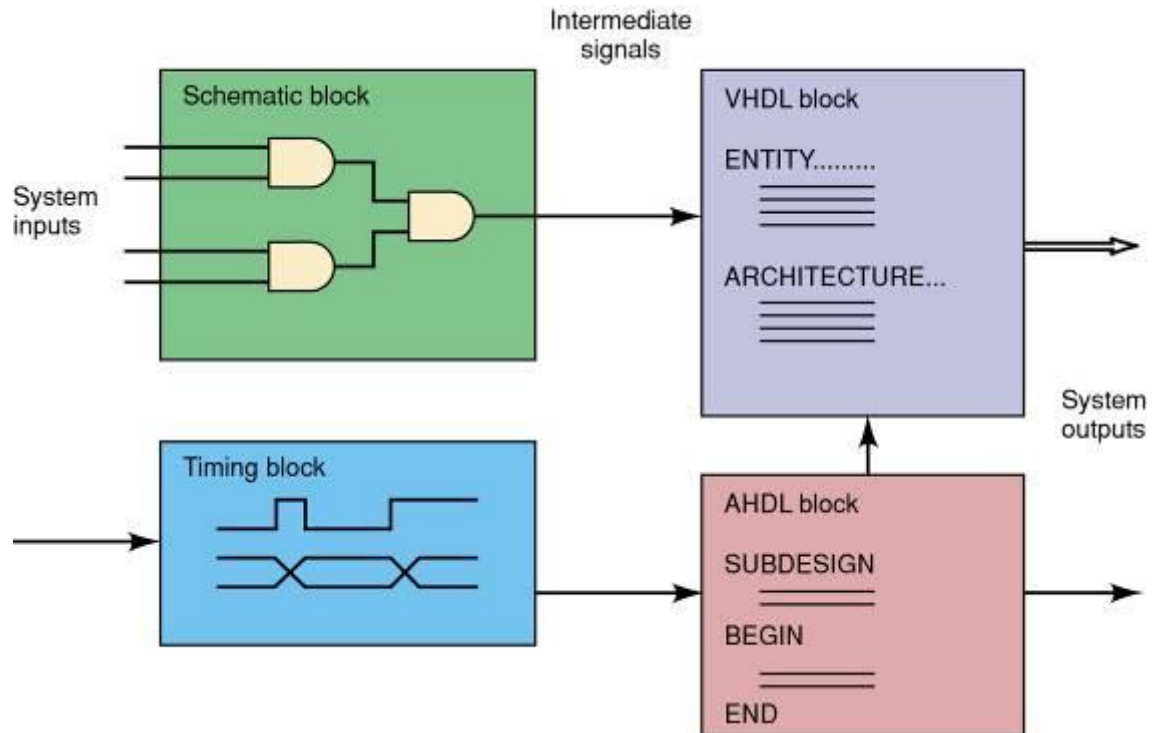 Intermediate
signals
Schematic block
System
inputs
VHDL block
ENTITY.........
ARCHITECTURE...
Timing block
System
outputs
AHDL block
SUBDESIGN
BEGIN
END